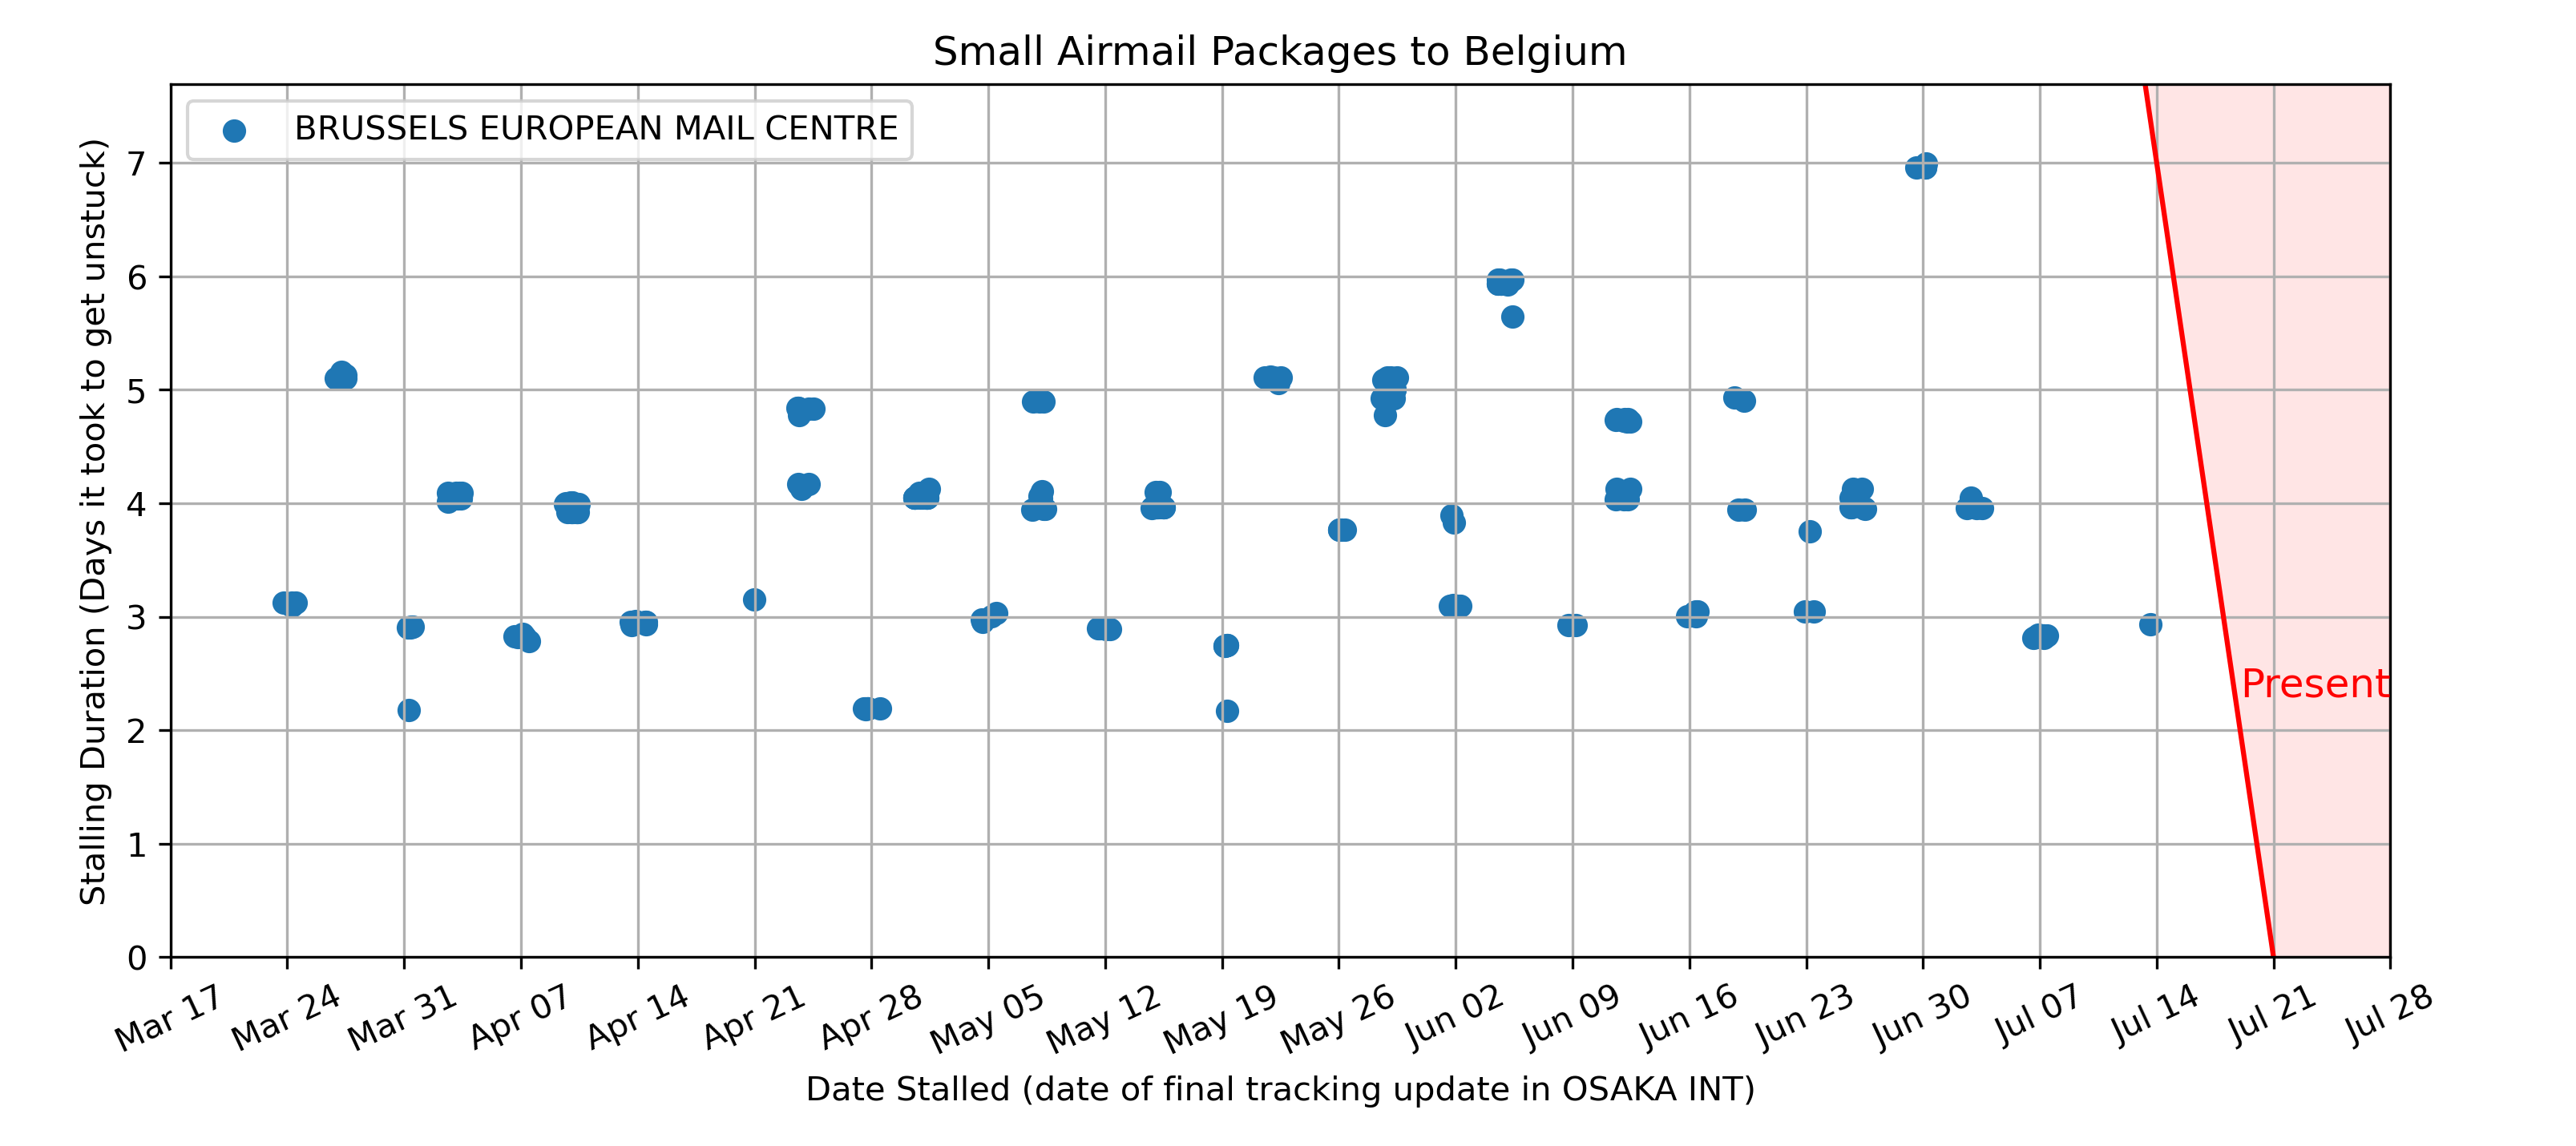 Small Airmail Packages to Belgium
BRUSSELS EUROPEAN MAIL CENTRE
Stalling Duration (Days it took to get unstuck)
7
6
5
4
3
2
1
0
Present
Mar 17
Mar 24
Mar 31
Apr 07
Apr 14
Apr 21
Apr 28
May 05
May 12
May 19
May 26
Jun 02
Jun 09
Jun 16
Jun 23
Jun 30
Jul 07
Jul 14
Jul 21
Jul 28
Date Stalled (date of final tracking update in OSAKA INT)